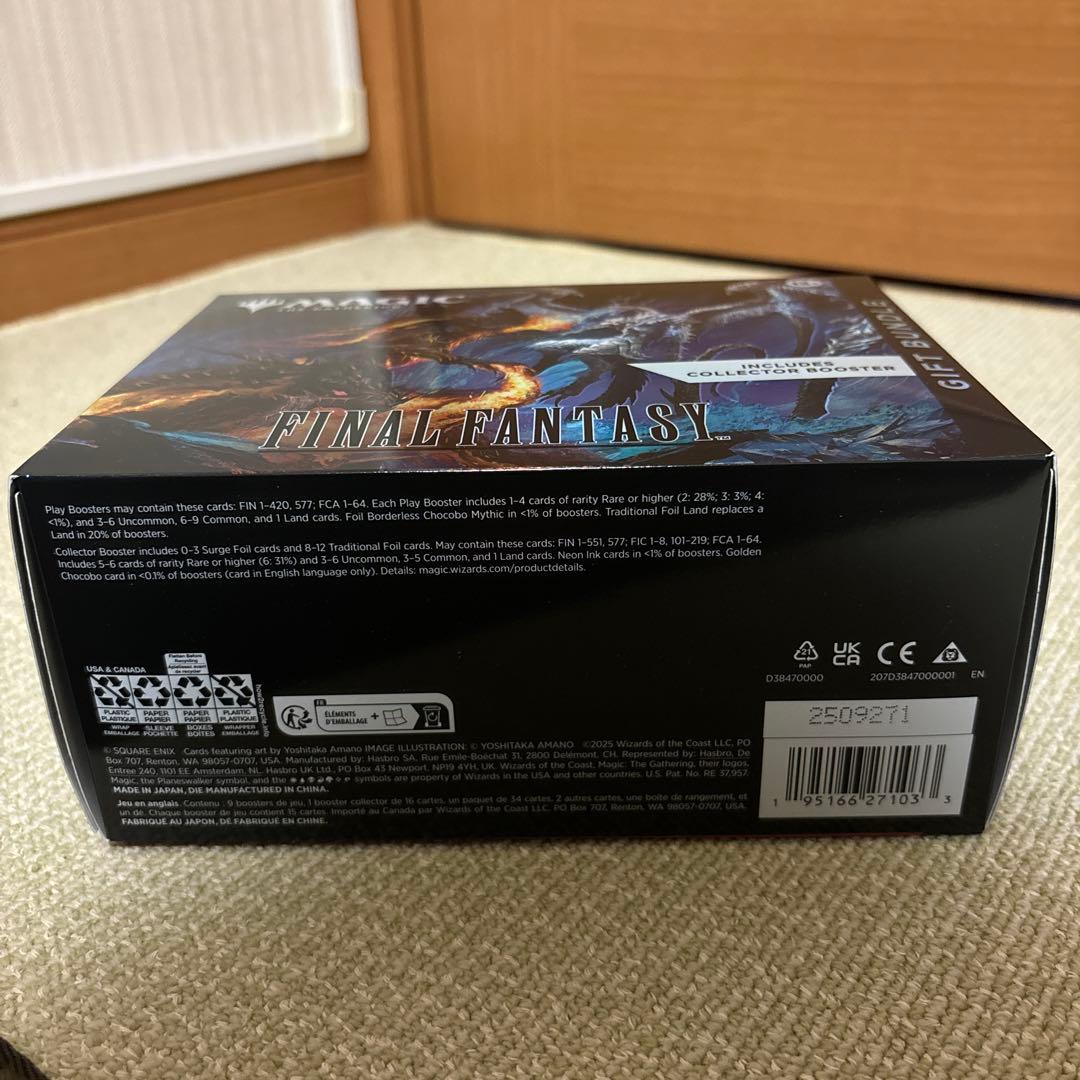 MAGIC
THE GATHERING
INCLUDES
COLLECTOR BOOSTER
GIFT BUNDLE
FINAL FANTASY™
Play Boosters may contain these cards: FIN 1-420, 577; FCA 1-64. Each Play Booster includes 1-4 cards of rarity Rare or higher (2: 28%; 3: 3%; 4:
<1%), and 3-6 Uncommon, 6-9 Common, and 1 Land cards. Foil Borderless Chocobo Mythic in <1% of boosters. Traditional Foil Land replaces a
Land in 20% of boosters.
Collector Booster includes 0-3 Surge Foil cards and 8-12 Traditional Foil cards. May contain these cards: FIN 1-551, 577; FIC 1-8, 101-219; FCA 1-64.
Includes 5-6 cards of rarity Rare or higher (6: 31%) and 3-6 Uncommon, 3-5 Common, and 1 Land cards. Neon Ink cards in <1% of boosters. Golden
Chocobo card in <0.1% of boosters (card in English language only). Details: magic.wizards.com/productdetails.
21
PAP
UK
CA
CE
D38470000 207D3847000001 EN
USA & CANADA
Flatten Before
Recycling
Aplatissez avant
de recycler
PLASTIC
PLASTIQUE
WRAP
EMBALLAGE
PAPER
PAPIER
SLEEVE
POCHETTE
PAPER
PAPIER
BOXES
BOÎTES
PLASTIC
PLASTIQUE
WRAPPER
EMBALLAGE
how2recycle.info
FR
ÉLÉMENTS
D'EMBALLAGE +
2509271
© SQUARE ENIX Cards featuring art by Yoshitaka Amano IMAGE ILLUSTRATION: © YOSHITAKA AMANO ©2025 Wizards of the Coast LLC, PO
Box 707, Renton, WA 98057-0707, USA. Manufactured by: Hasbro SA, Rue Emile-Boéchat 31, 2800 Delémont, CH. Represented by: Hasbro, De
Entree 240, 1101 EE Amsterdam, NL. Hasbro UK Ltd., PO Box 43 Newport, NP19 4YH, UK. Wizards of the Coast, Magic: The Gathering, their logos,
Magic, the Planeswalker symbol, and the symbols are property of Wizards in the USA and other countries. U.S. Pat. No. RE 37,957.
MADE IN JAPAN, DIE MANUFACTURED IN CHINA.
Jeu en anglais. Contenu : 9 boosters de jeu, 1 booster collector de 16 cartes, un paquet de 34 cartes, 2 autres cartes, une boîte de rangement, et
un dé. Chaque booster de jeu contient 15 cartes. Importé au Canada par Wizards of the Coast LLC, PO Box 707, Renton, WA 98057-0707, USA.
FABRIQUÉ AU JAPON, DÉ FABRIQUÉ EN CHINE.
1 95166 27103 3